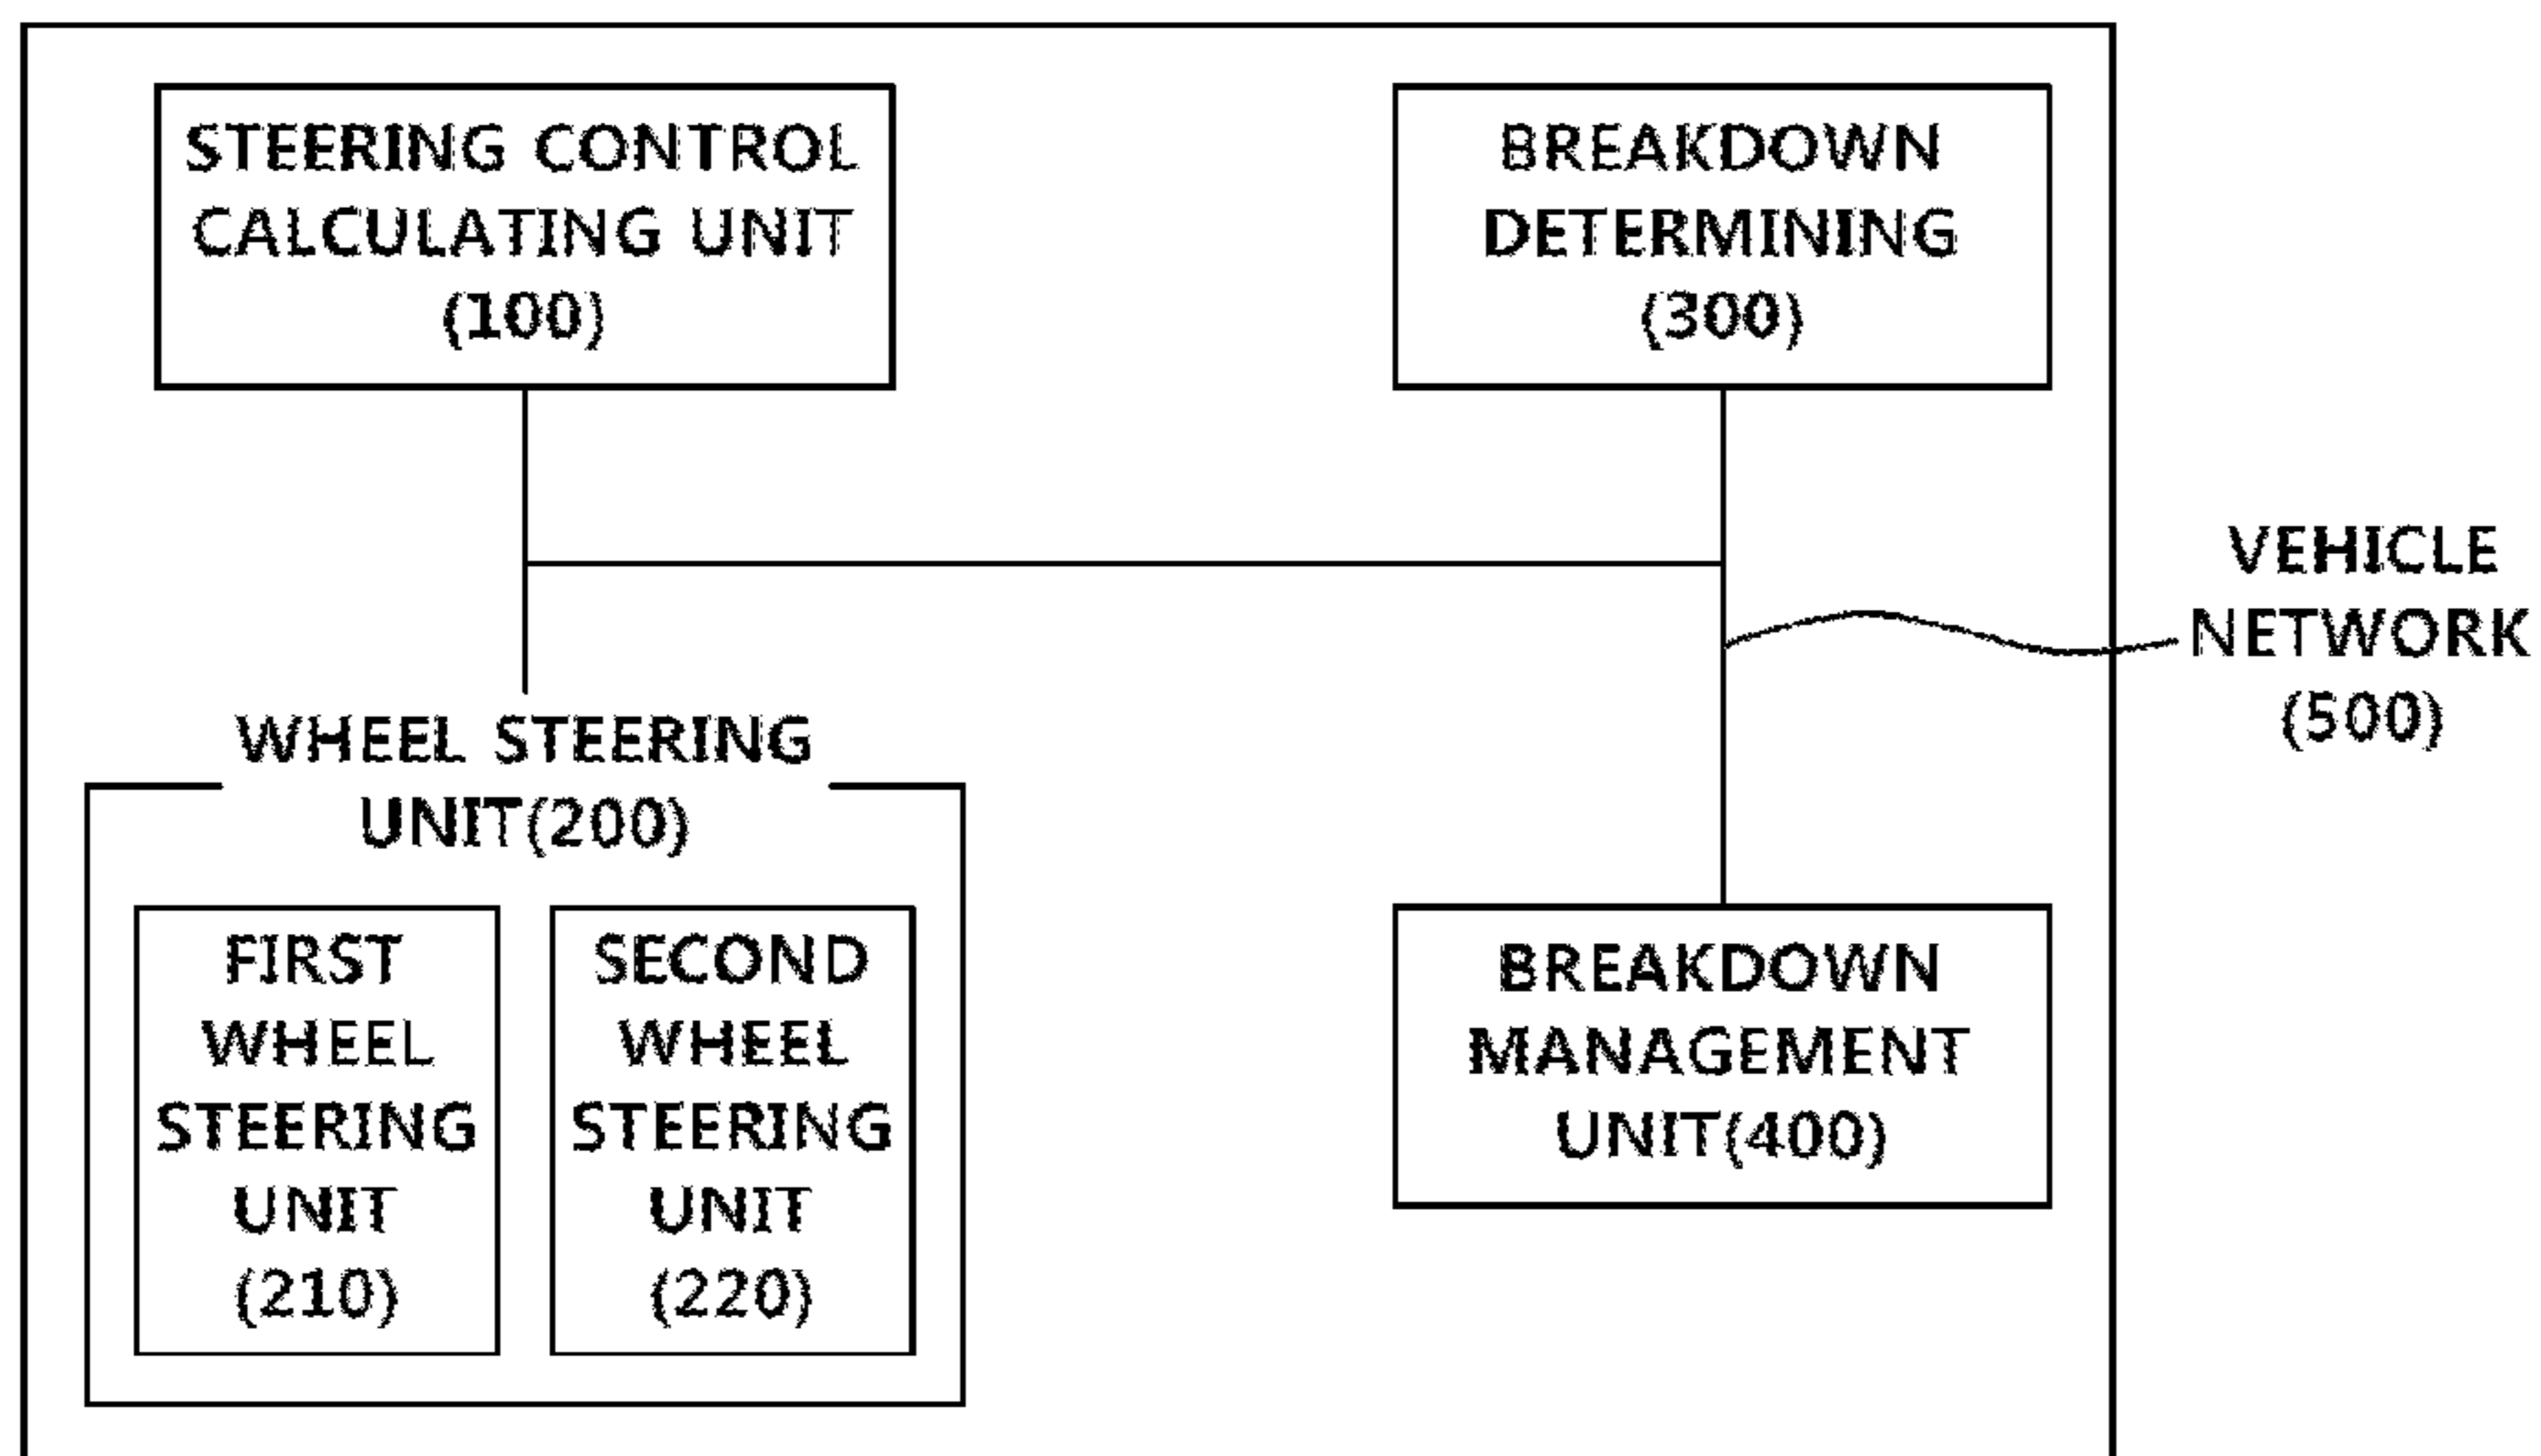 STEERING CONTROL
CALCULATING UNIT
(100)
BREAKDOWN
DETERMINING
(300)
VEHICLE
NETWORK
(500)
WHEEL STEERING
UNIT(200)
FIRST
WHEEL
STEERING
UNIT
(210)
SECOND
WHEEL
STEERING
UNIT
(220)
BREAKDOWN
MANAGEMENT
UNIT(400)